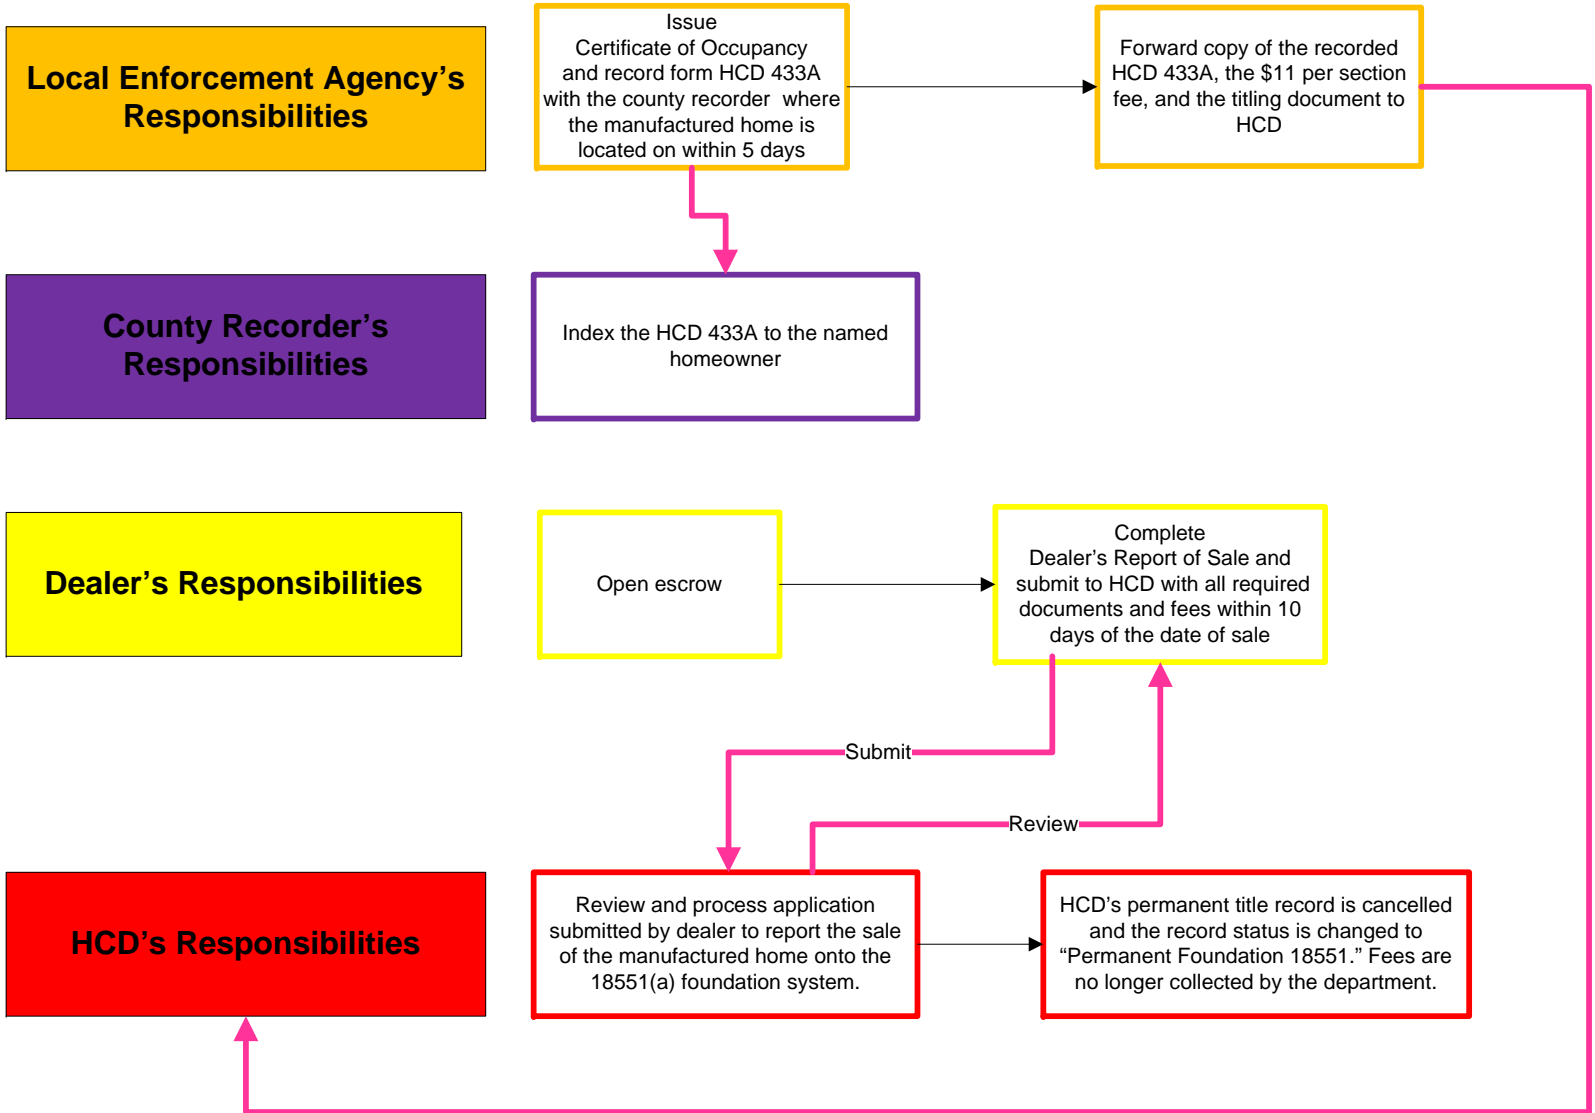 Local Enforcement Agency’s
Responsibilities
Issue
Certificate of Occupancy
and record form HCD 433A
with the county recorder where
the manufactured home is
located on within 5 days
Forward copy of the recorded
HCD 433A, the $11 per section
fee, and the titling document to
HCD
County Recorder’s
Responsibilities
Index the HCD 433A to the named
homeowner
Dealer’s Responsibilities
Open escrow
Complete
Dealer’s Report of Sale and
submit to HCD with all required
documents and fees within 10
days of the date of sale
Submit
Review
HCD’s Responsibilities
Review and process application
submitted by dealer to report the sale
of the manufactured home onto the
18551(a) foundation system.
HCD’s permanent title record is cancelled
and the record status is changed to
“Permanent Foundation 18551.” Fees are
no longer collected by the department.